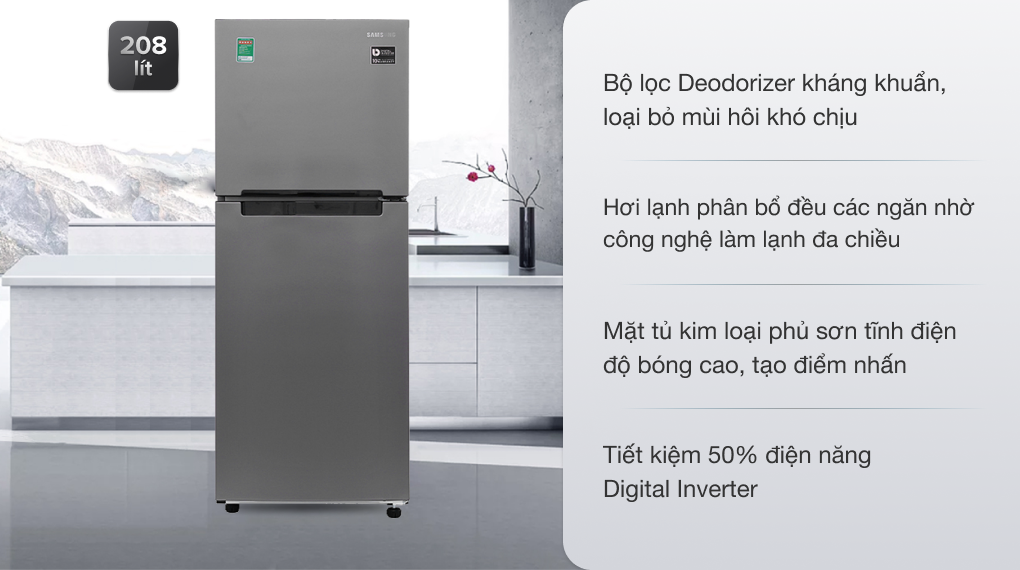 208
lít
SAMSUNG
Bộ lọc Deodorizer kháng khuẩn,
loại bỏ mùi hôi khó chịu
Hơi lạnh phân bổ đều các ngăn nhờ
công nghệ làm lạnh đa chiều
Mặt tủ kim loại phủ sơn tĩnh điện
độ bóng cao, tạo điểm nhấn
Tiết kiệm 50% điện năng
Digital Inverter